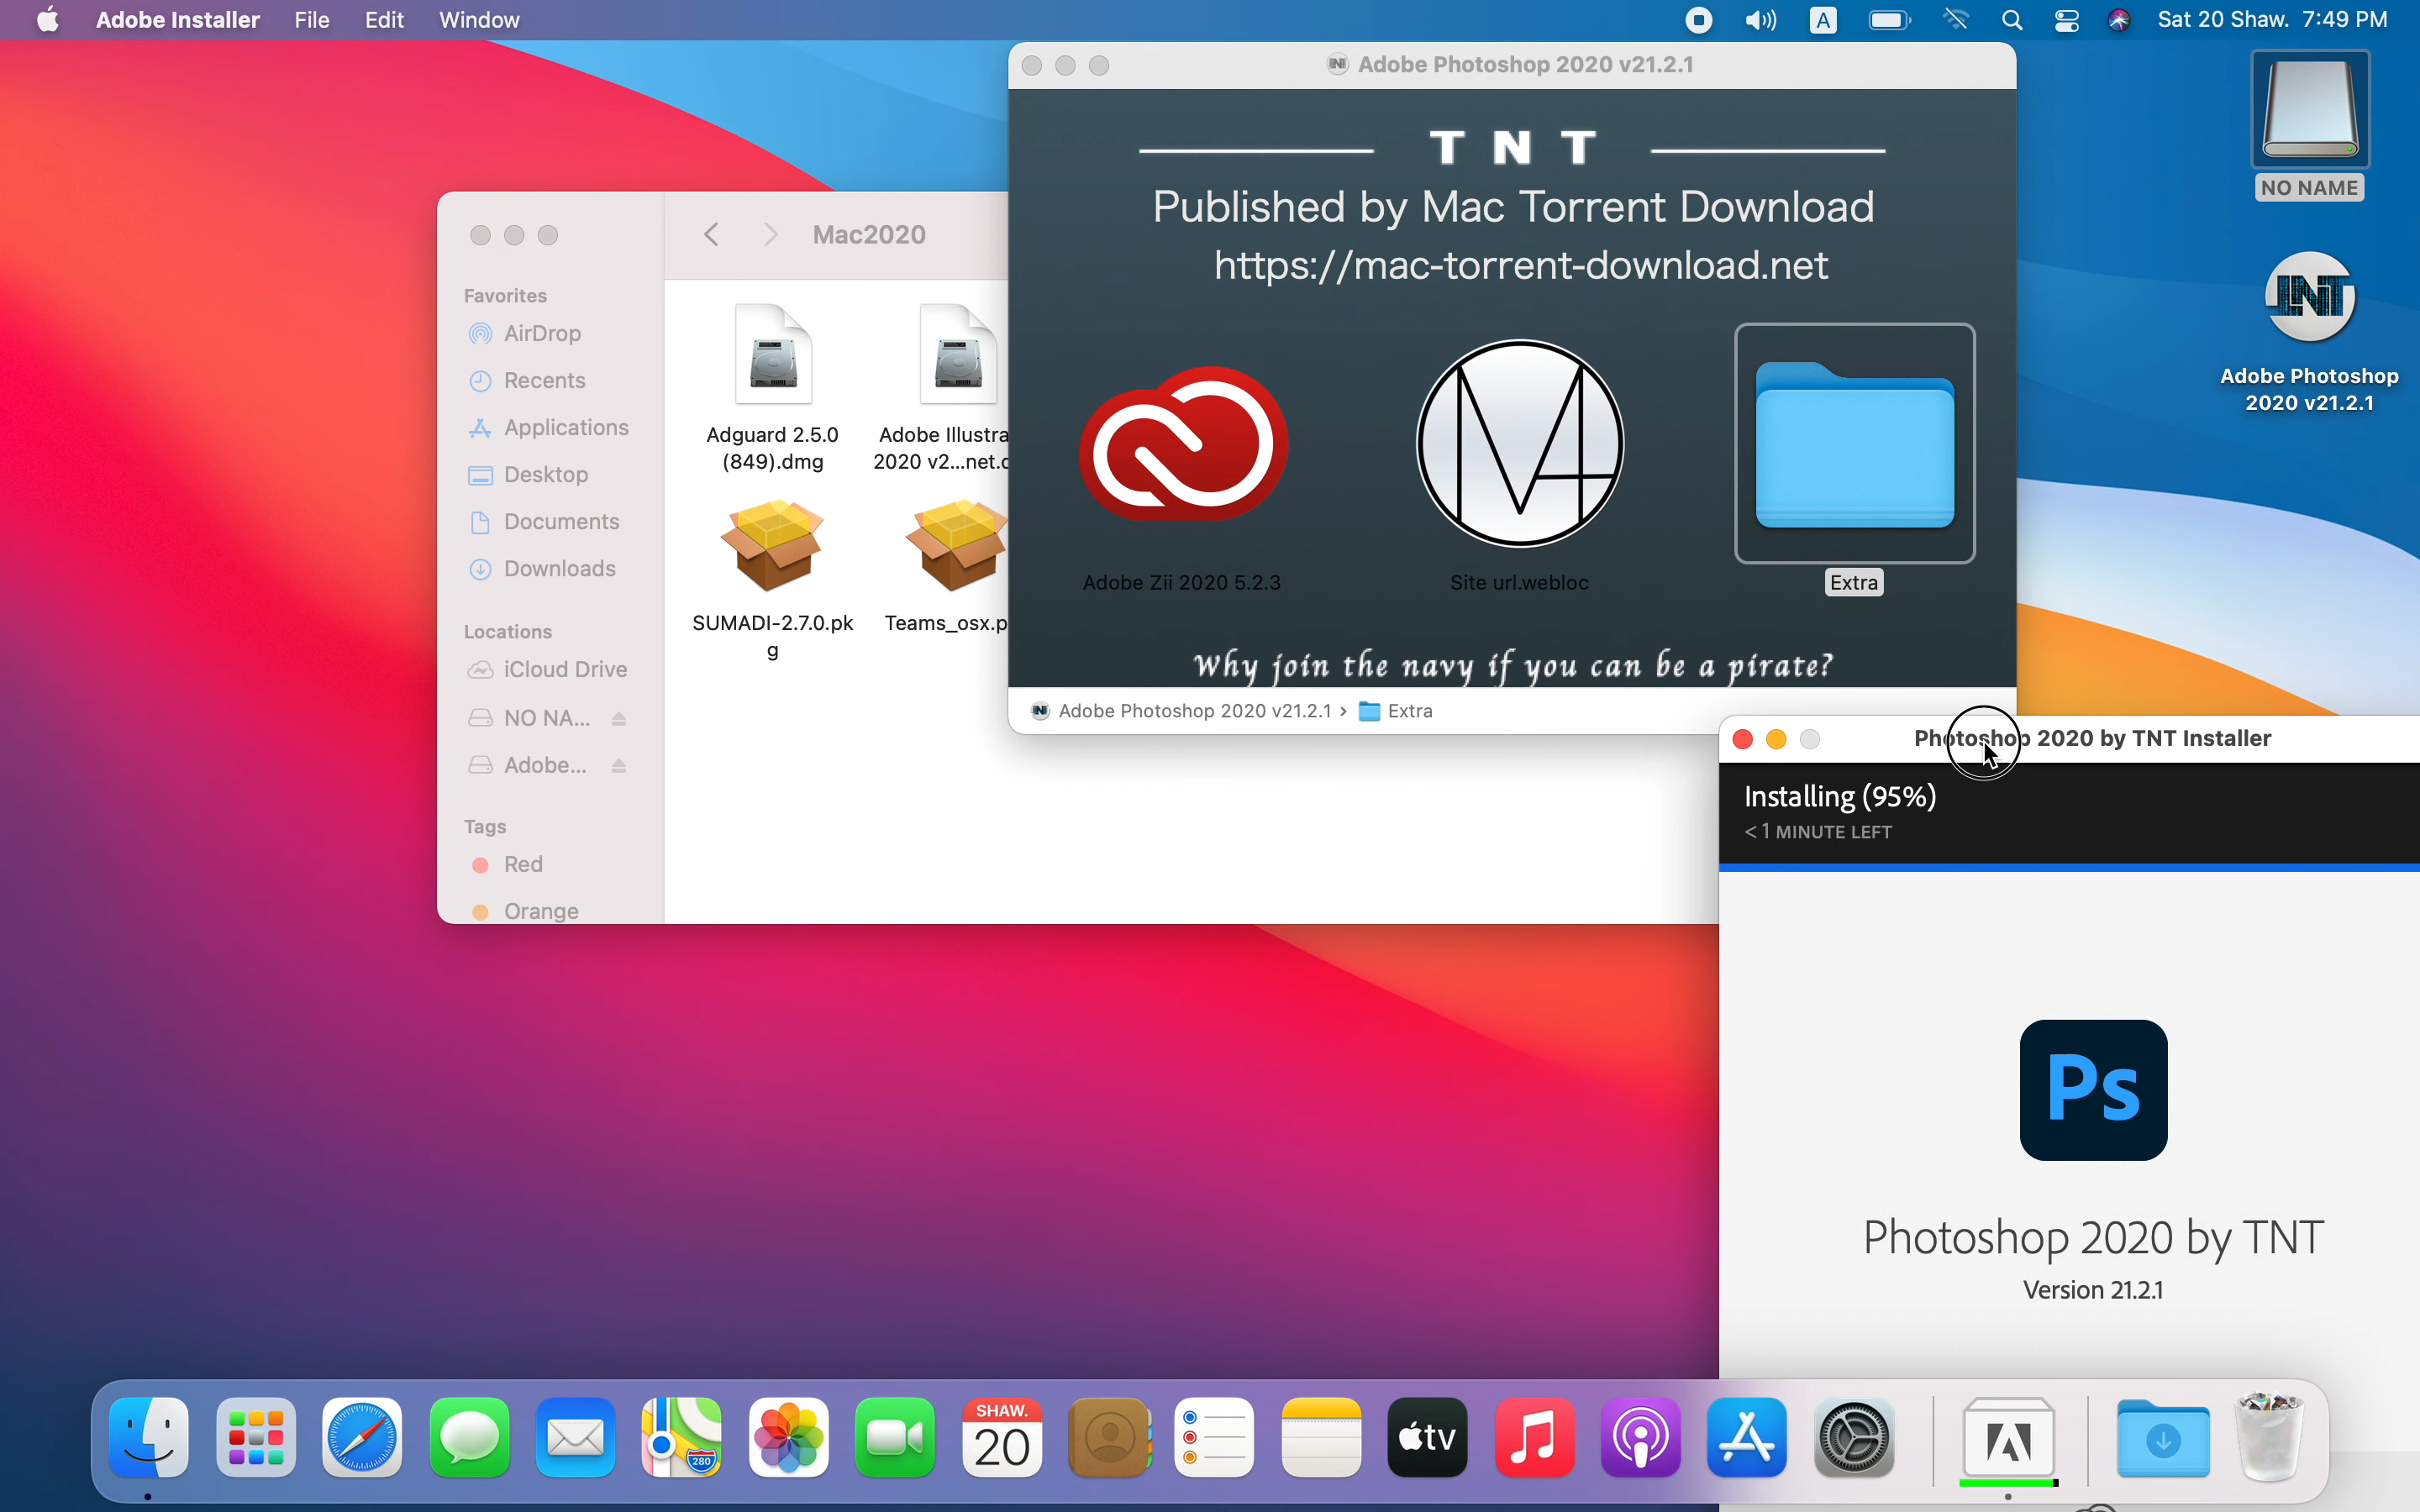 Adobe Installer File Edit Window
A
Sat 20 Shaw. 7:49 PM
NO NAME
TNT
Adobe Photoshop
2020 v21.2.1
Mac2020
Favorites
AirDrop
Recents
Applications
Desktop
Documents
Downloads
Locations
iCloud Drive
NO NA...
Adobe...
Tags
Red
Orange
Adguard 2.5.0
(849).dmg
Adobe Illustra
2020 v2...net.d
SUMADI-2.7.0.pk
g
Teams_osx.p
Adobe Photoshop 2020 v21.2.1
T N T
Published by Mac Torrent Download
https://mac-torrent-download.net
Adobe Zii 2020 5.2.3
Site url.webloc
Extra
Why join the navy if you can be a pirate?
Adobe Photoshop 2020 v21.2.1 › Extra
Photoshop 2020 by TNT Installer
Installing (95%)
< 1 MINUTE LEFT
Ps
Photoshop 2020 by TNT
Version 21.2.1
280
SHAW.
20
tv